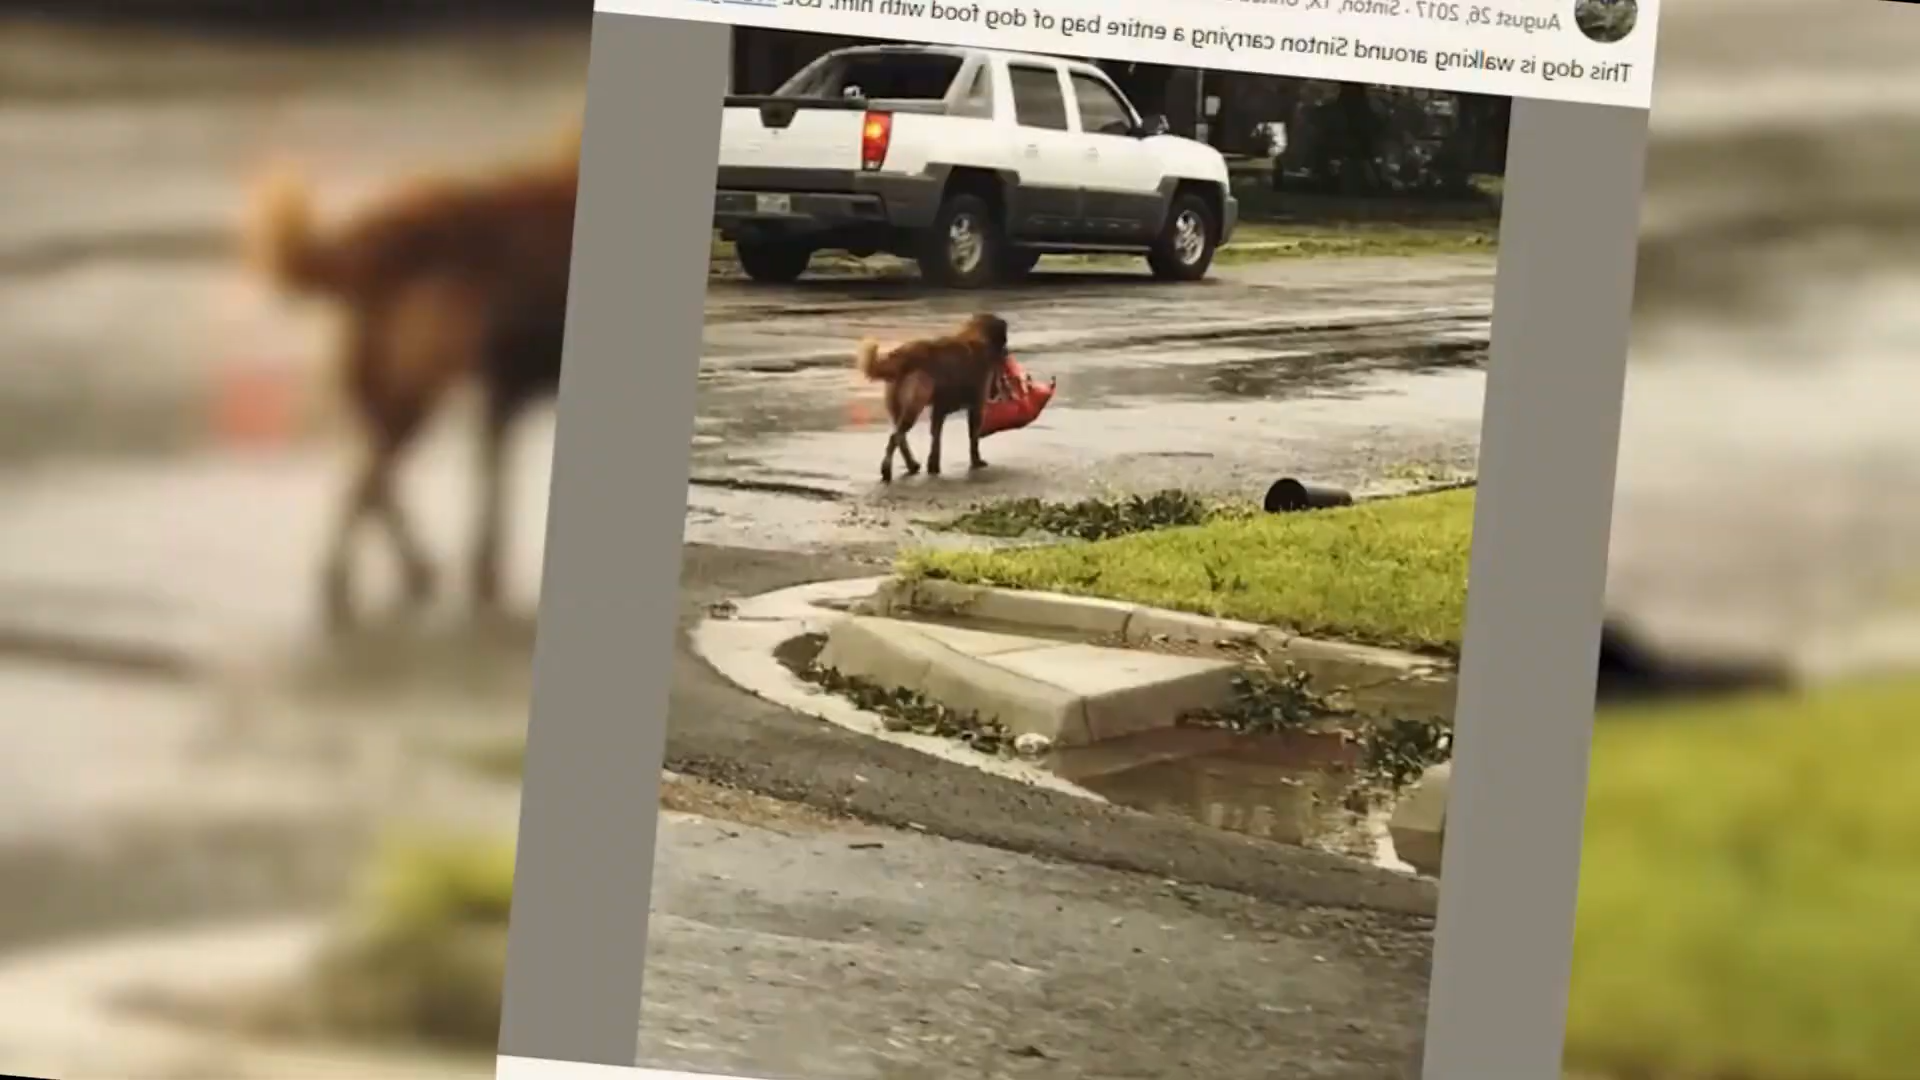 August 26, 2017 · Sinton, TX,
This dog is walking around Sinton carrying a entire bag of dog food with him. LOL